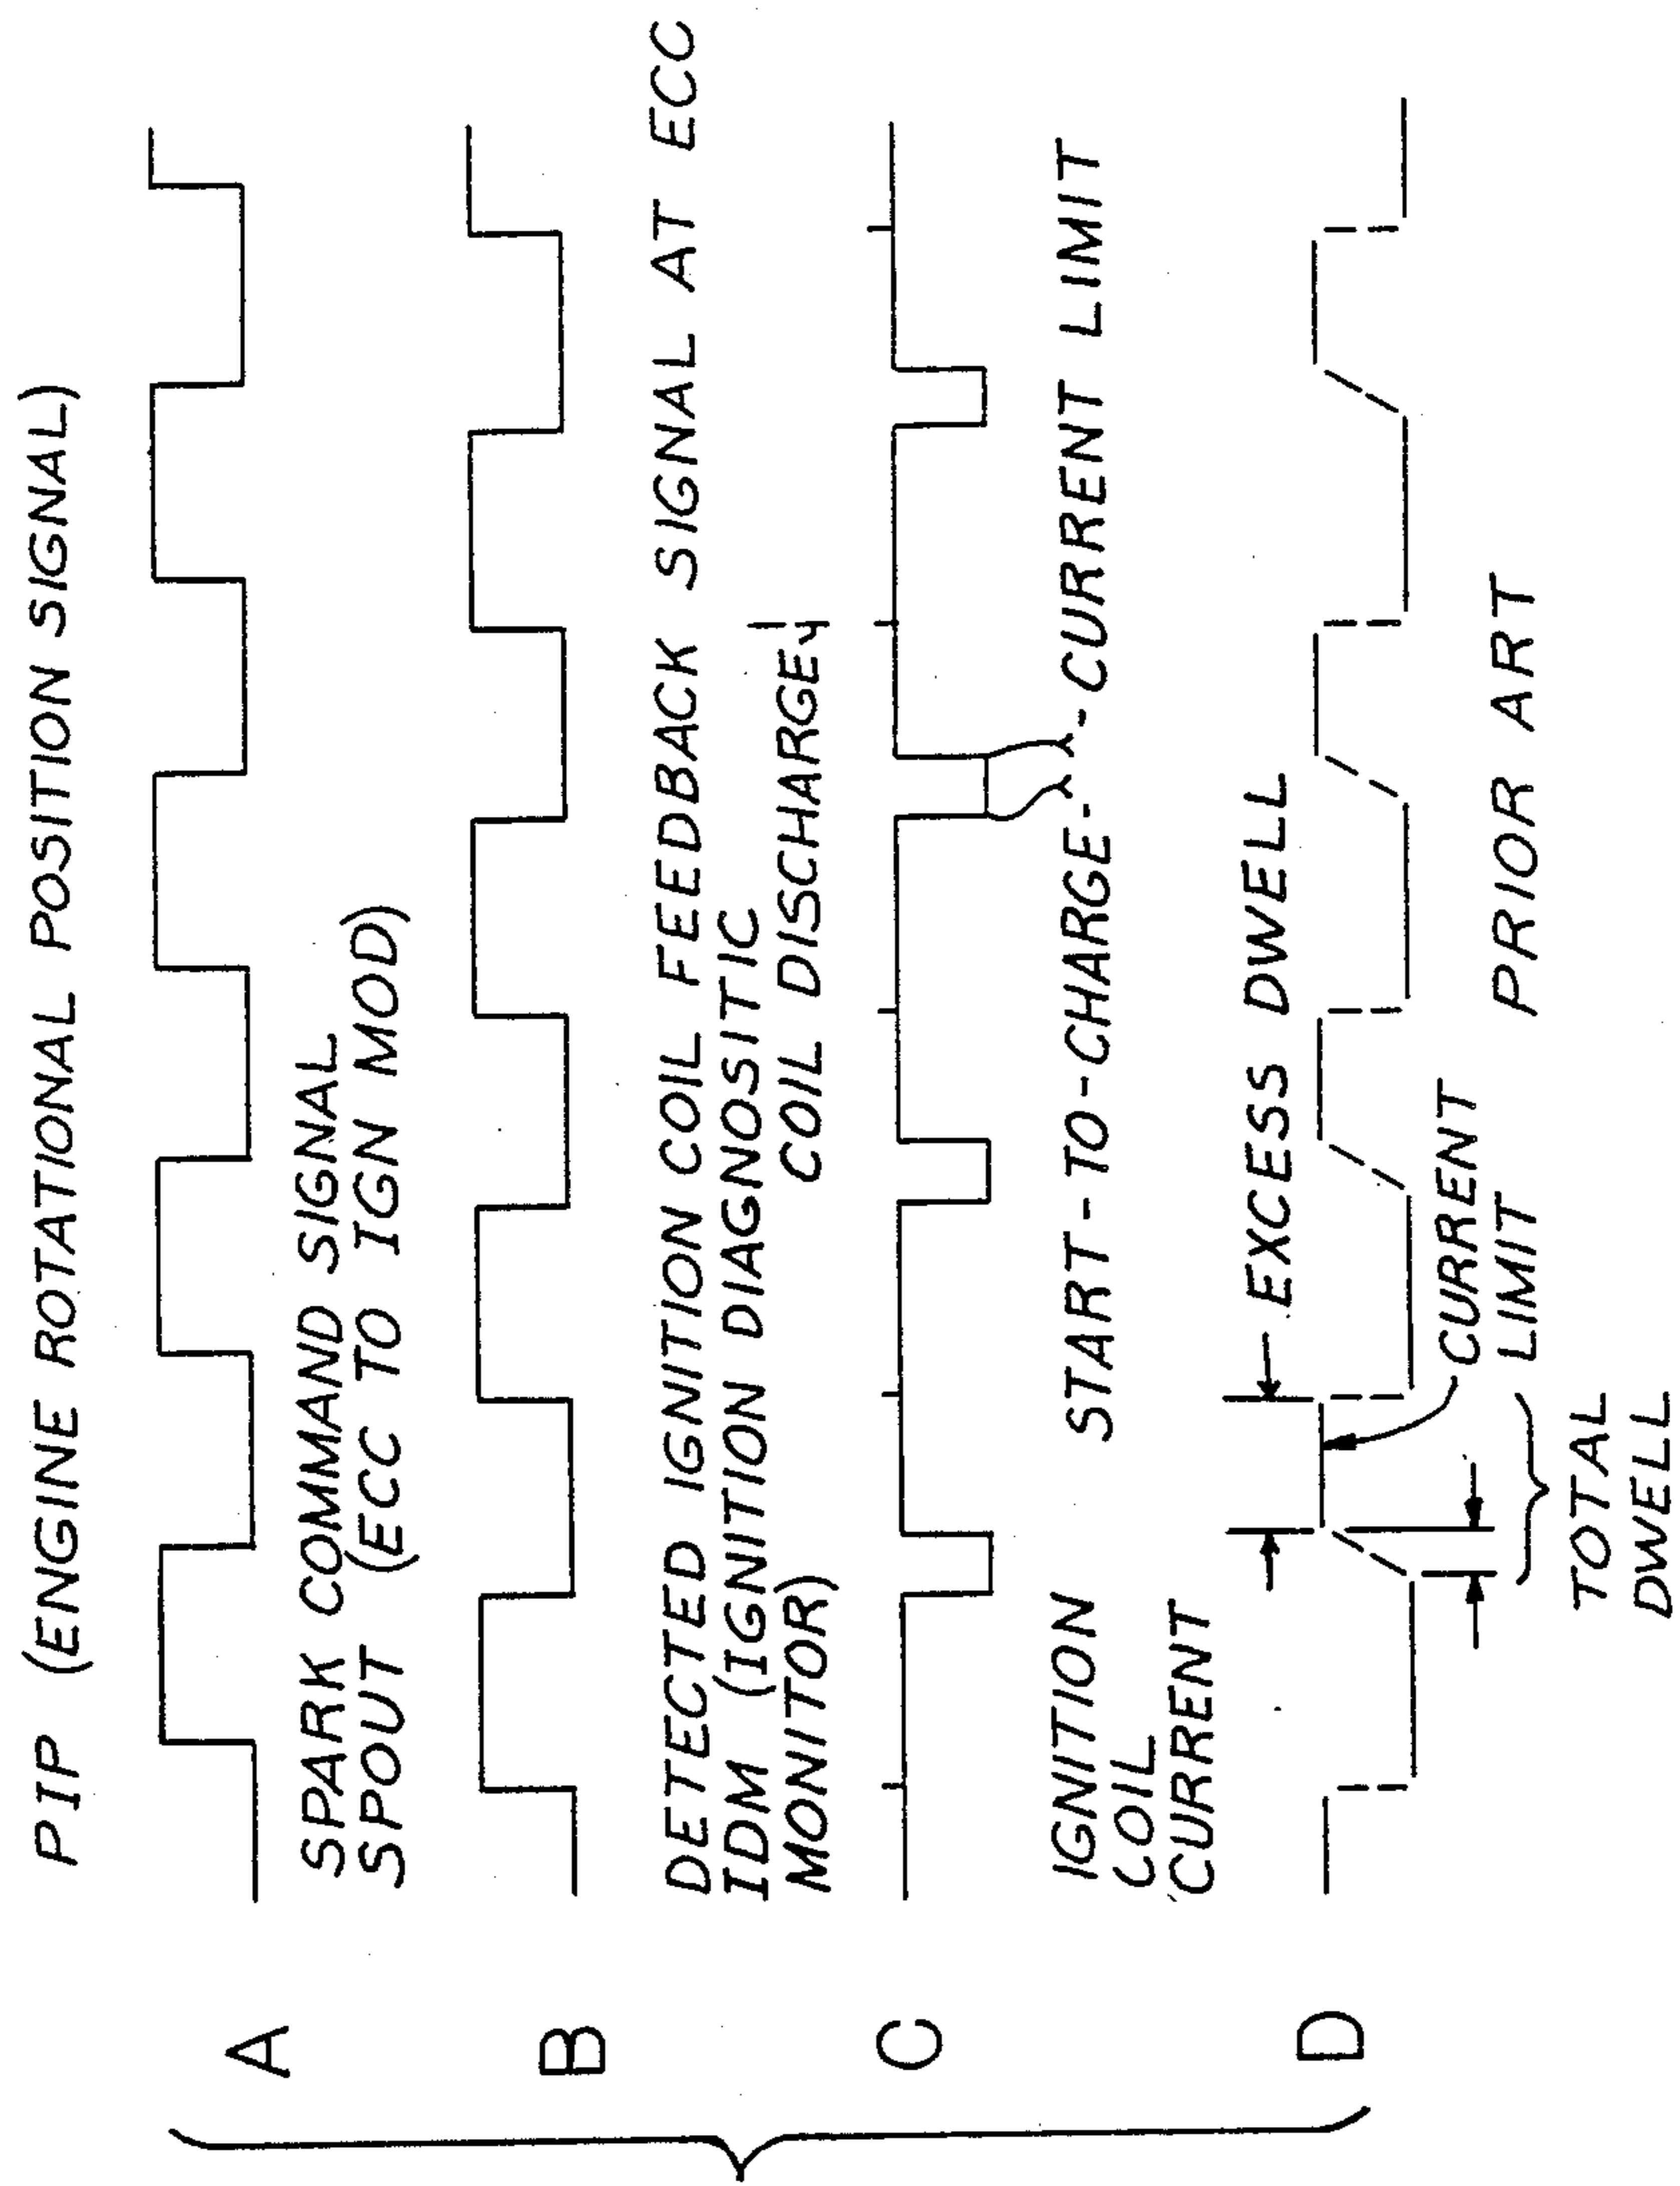 PIP (ENGINE ROTATIONAL POSITION SIGNAL)
A
SPARK COMMAND SIGNAL
SPOUT (ECC TO IGN MOD)
B
DETECTED IGNITION COIL FEEDBACK SIGNAL AT ECC
IDM (IGNITION DIAGNOSITIC
MONITOR)
COIL DISCHARGE
C
START-TO-CHARGE
CURRENT LIMIT
IGNITION
COIL
CURRENT
EXCESS DWELL
D
CURRENT
LIMIT
TOTAL
DWELL
PRIOR ART